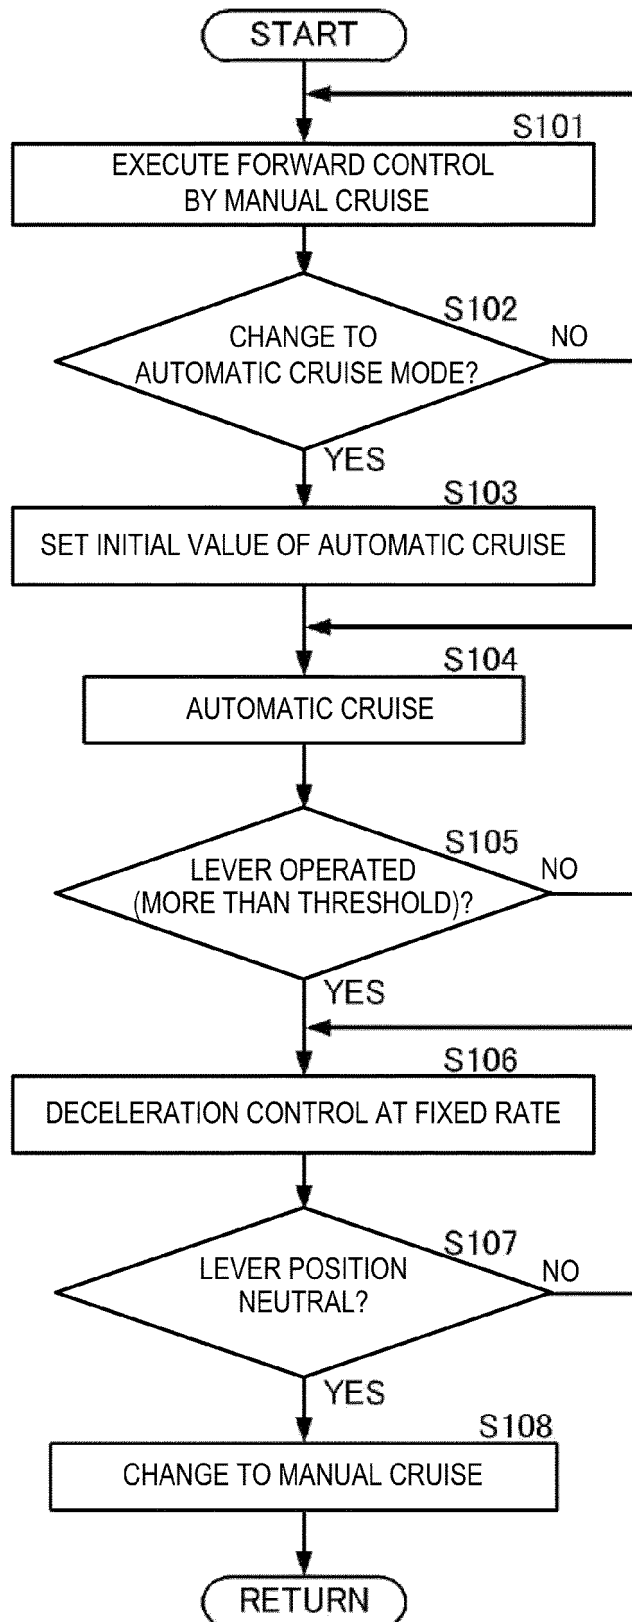 START
S101
EXECUTE FORWARD CONTROL
BY MANUAL CRUISE
S102
CHANGE TO
AUTOMATIC CRUISE MODE?
NO
YES
S103
SET INITIAL VALUE OF AUTOMATIC CRUISE
S104
AUTOMATIC CRUISE
S105
LEVER OPERATED
(MORE THAN THRESHOLD)?
NO
YES
S106
DECELERATION CONTROL AT FIXED RATE
S107
LEVER POSITION
NEUTRAL?
NO
YES
S108
CHANGE TO MANUAL CRUISE
RETURN